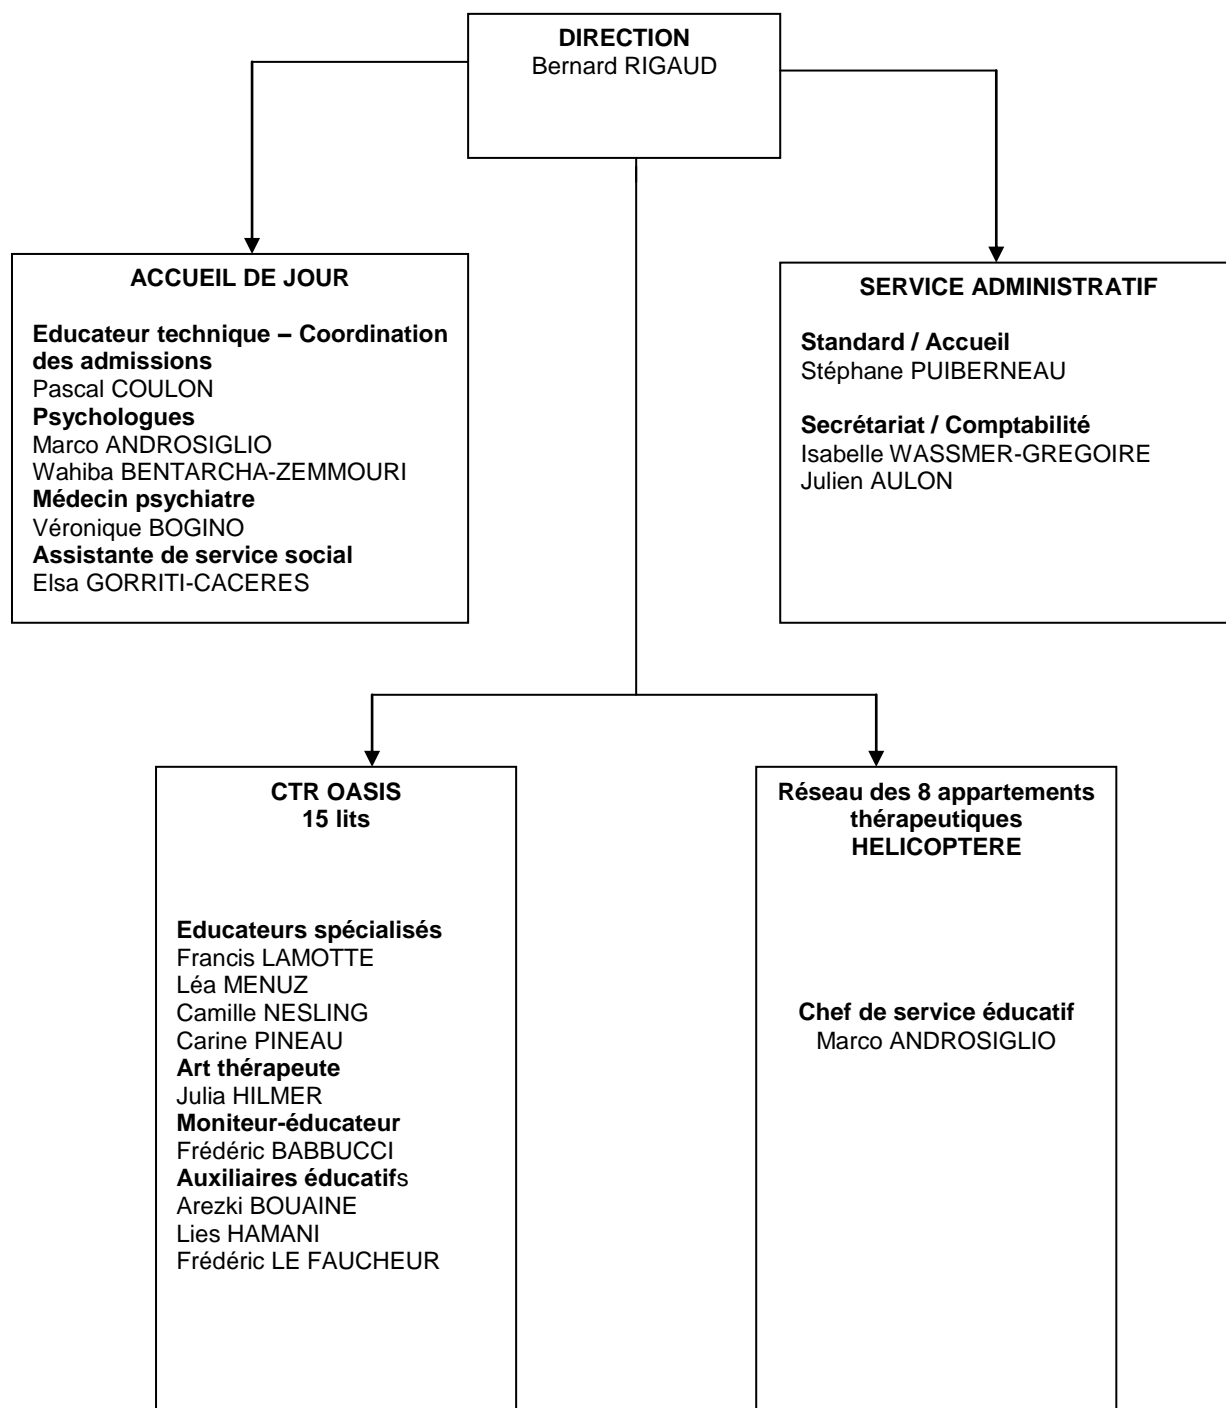 DIRECTION
Bernard RIGAUD
ACCUEIL DE JOUR
Educateur technique – Coordination
des admissions
Pascal COULON
Psychologues
Marco ANDROSIGLIO
Wahiba BENTARCHA-ZEMMOURI
Médecin psychiatre
Véronique BOGINO
Assistante de service social
Elsa GORRITI-CACERES
SERVICE ADMINISTRATIF
Standard / Accueil
Stéphane PUIBERNEAU
Secrétariat / Comptabilité
Isabelle WASSMER-GREGOIRE
Julien AULON
CTR OASIS
15 lits
Educateurs spécialisés
Francis LAMOTTE
Léa MENUZ
Camille NESLING
Carine PINEAU
Art thérapeute
Julia HILMER
Moniteur-éducateur
Frédéric BABBUCCI
Auxiliaires éducatifs
Arezki BOUAINE
Lies HAMANI
Frédéric LE FAUCHEUR
Réseau des 8 appartements
thérapeutiques
HELICOPTERE
Chef de service éducatif
Marco ANDROSIGLIO